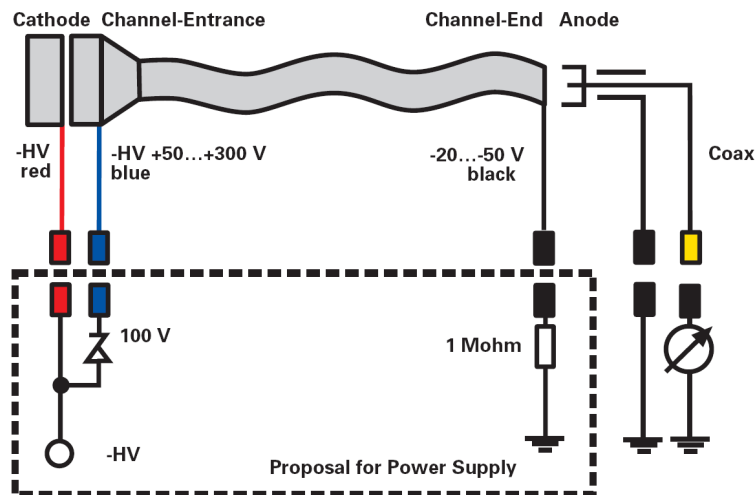 Cathode Channel-Entrance
Channel-End Anode
-HV
red
-HV +50...+300 V
blue
-20...-50 V
black
Coax
100 V
1 Mohm
-HV
Proposal for Power Supply